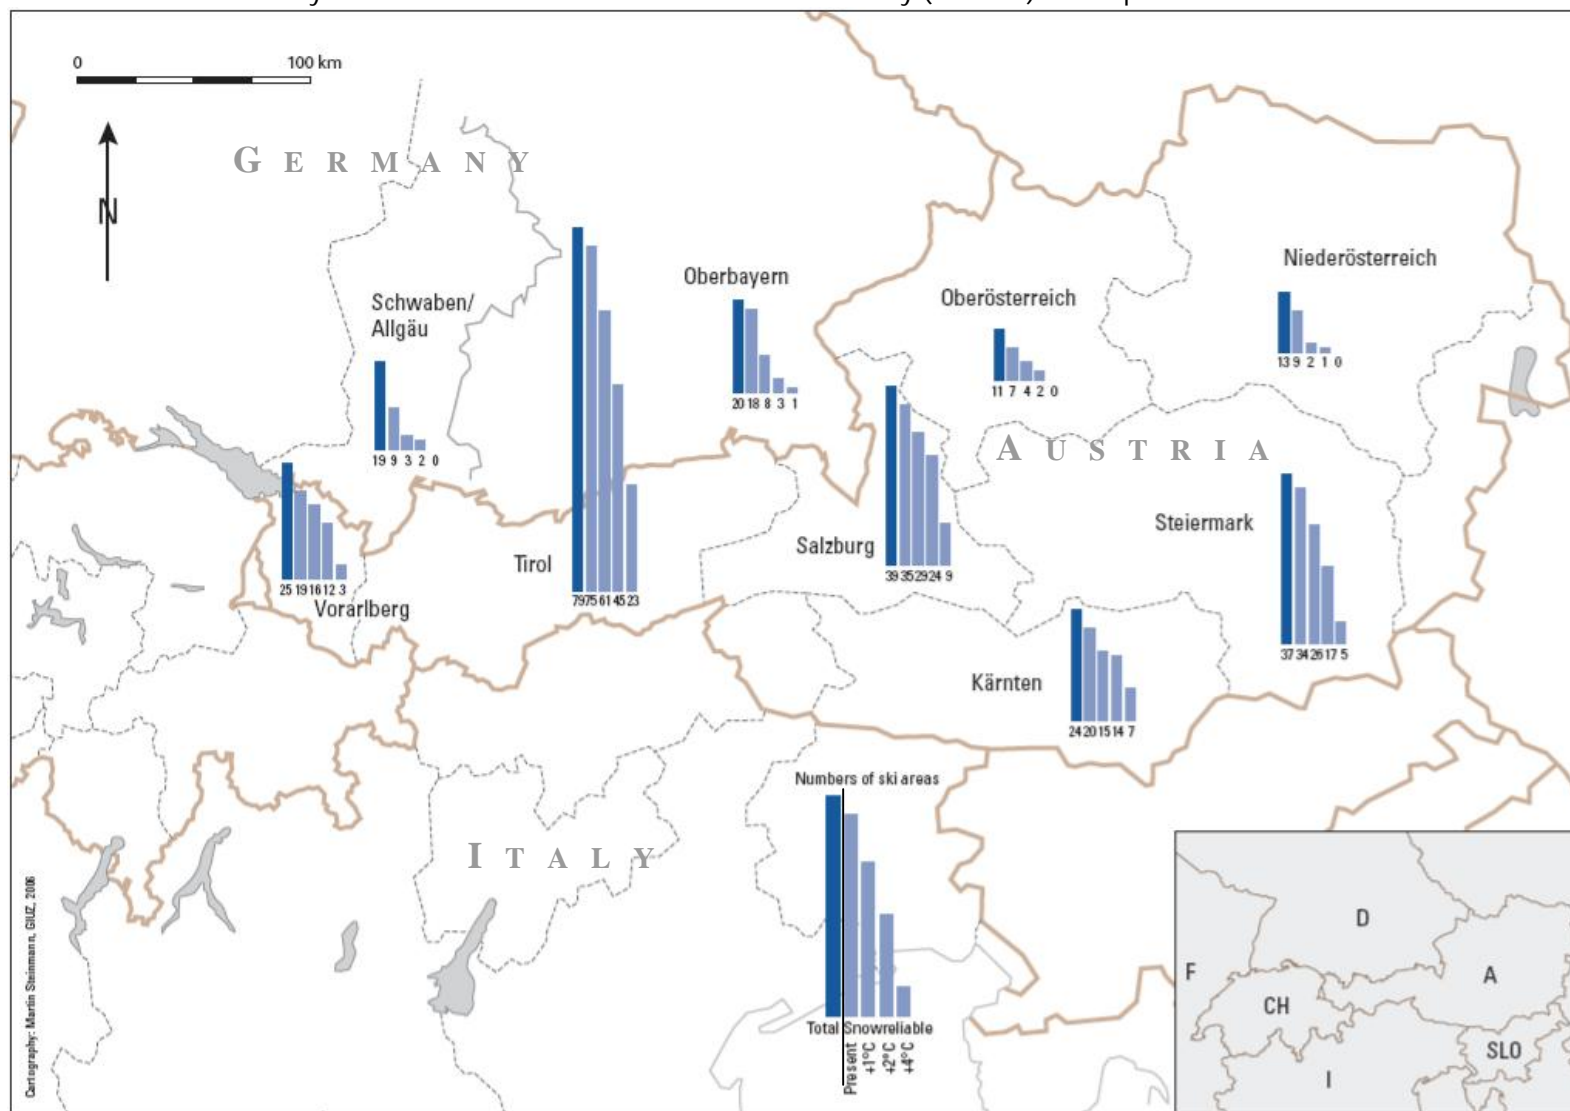 0 100 km
N
GERMANY
Schwaben/
Allgäu
19 9 3 2 0
Oberbayern
20 18 8 3 1
Oberösterreich
11 7 4 2 0
Niederösterreich
13 9 2 1 0
AUSTRIA
25 19 16 12 3
Vorarlberg
Tirol
79 75 61 45 23
Salzburg
39 35 29 24 9
Steiermark
37 34 26 17 5
Kärnten
24 20 15 14 7
ITALY
Numbers of ski areas
Total Snowreliable
Present
+1°C
+2°C
+4°C
Cartography: Martin Steinmann, GIUZ, 2006
D
F
A
CH
SLO
I